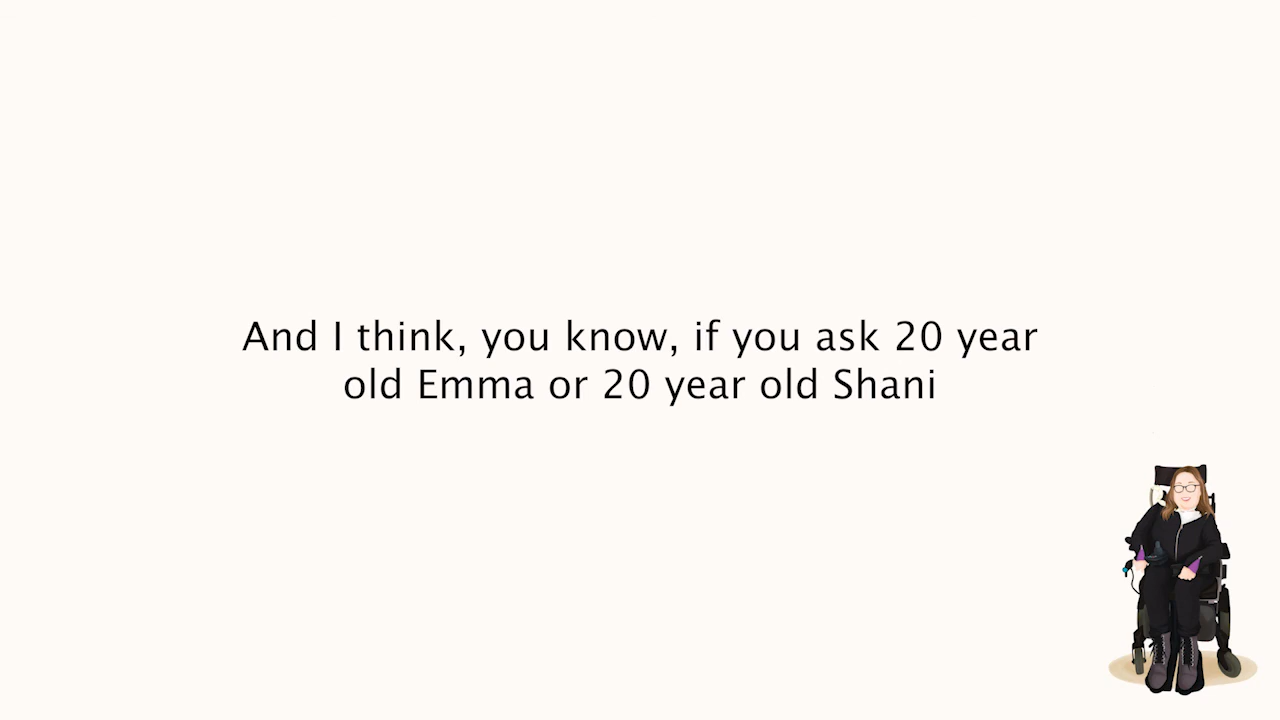 And I think, you know, if you ask 20 year
old Emma or 20 year old Shani